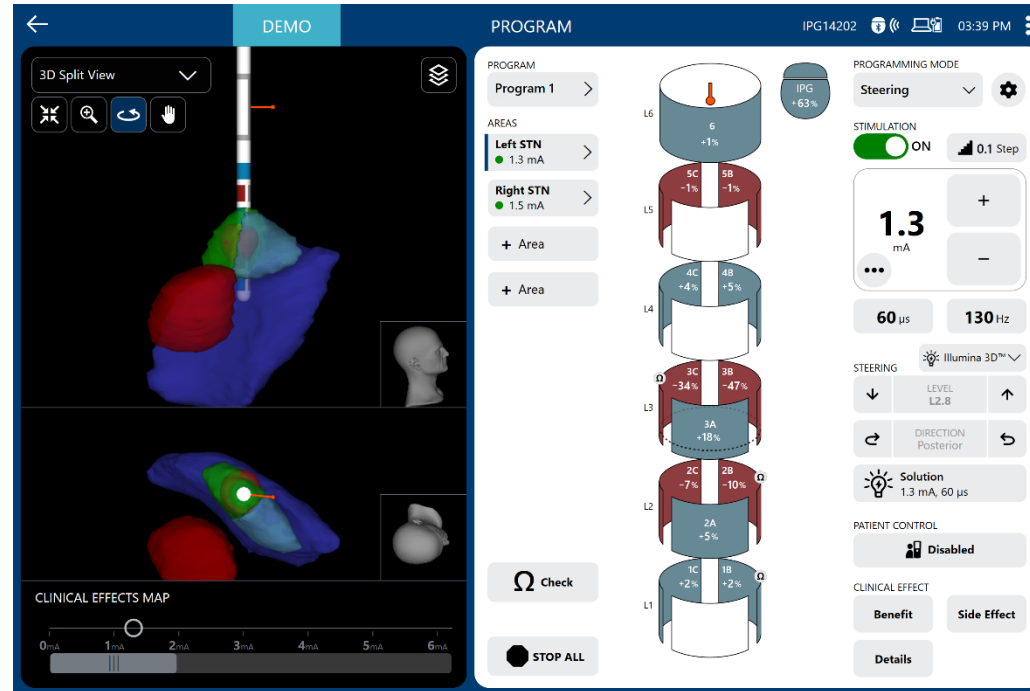 DEMO
PROGRAM
IPG14202
03:39 PM
3D Split View
CLINICAL EFFECTS MAP
0mA 1mA 2mA 3mA 4mA 5mA 6mA
PROGRAM
Program 1
AREAS
Left STN
1.3 mA
Right STN
1.5 mA
+ Area
+ Area
Ω Check
STOP ALL
IPG
+63%
L6
6
+1%
5C 5B
-1% -1%
L5
4C 4B
+4% +5%
L4
3C 3B
Ω
-34% -47%
L3
3A
+18%
2C 2B
-7% -10%
Ω
L2
2A
+5%
1C 1B
+2% +2%
Ω
L1
PROGRAMMING MODE
Steering
STIMULATION
ON
0.1 Step
1.3
mA
+
−
60 µs
130 Hz
Illumina 3D™
STEERING
LEVEL
L2.8
DIRECTION
Posterior
Solution
1.3 mA, 60 µs
PATIENT CONTROL
Disabled
CLINICAL EFFECT
Benefit
Side Effect
Details